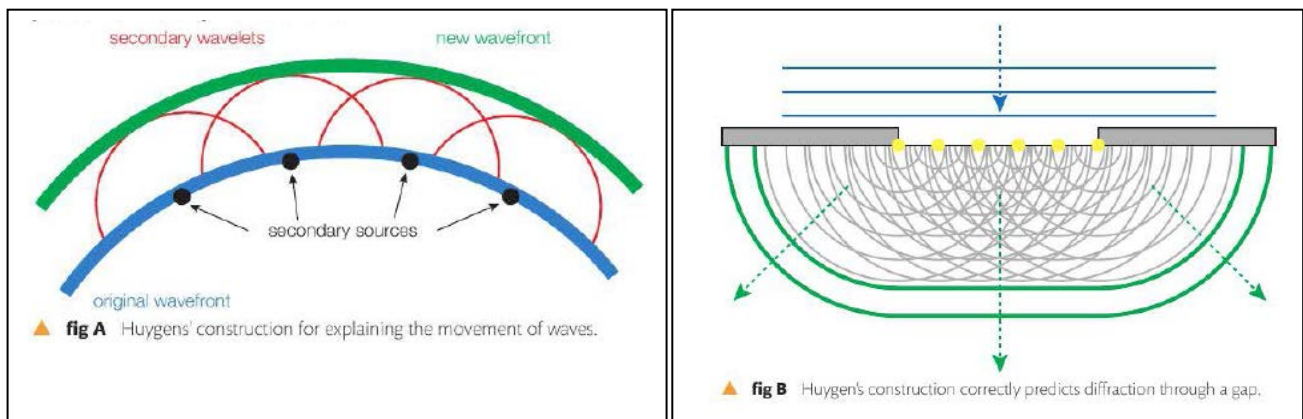 secondary wavelets
new wavefront
secondary sources
original wavefront
fig A Huygens' construction for explaining the movement of waves.
fig B Huygen's construction correctly predicts diffraction through a gap.